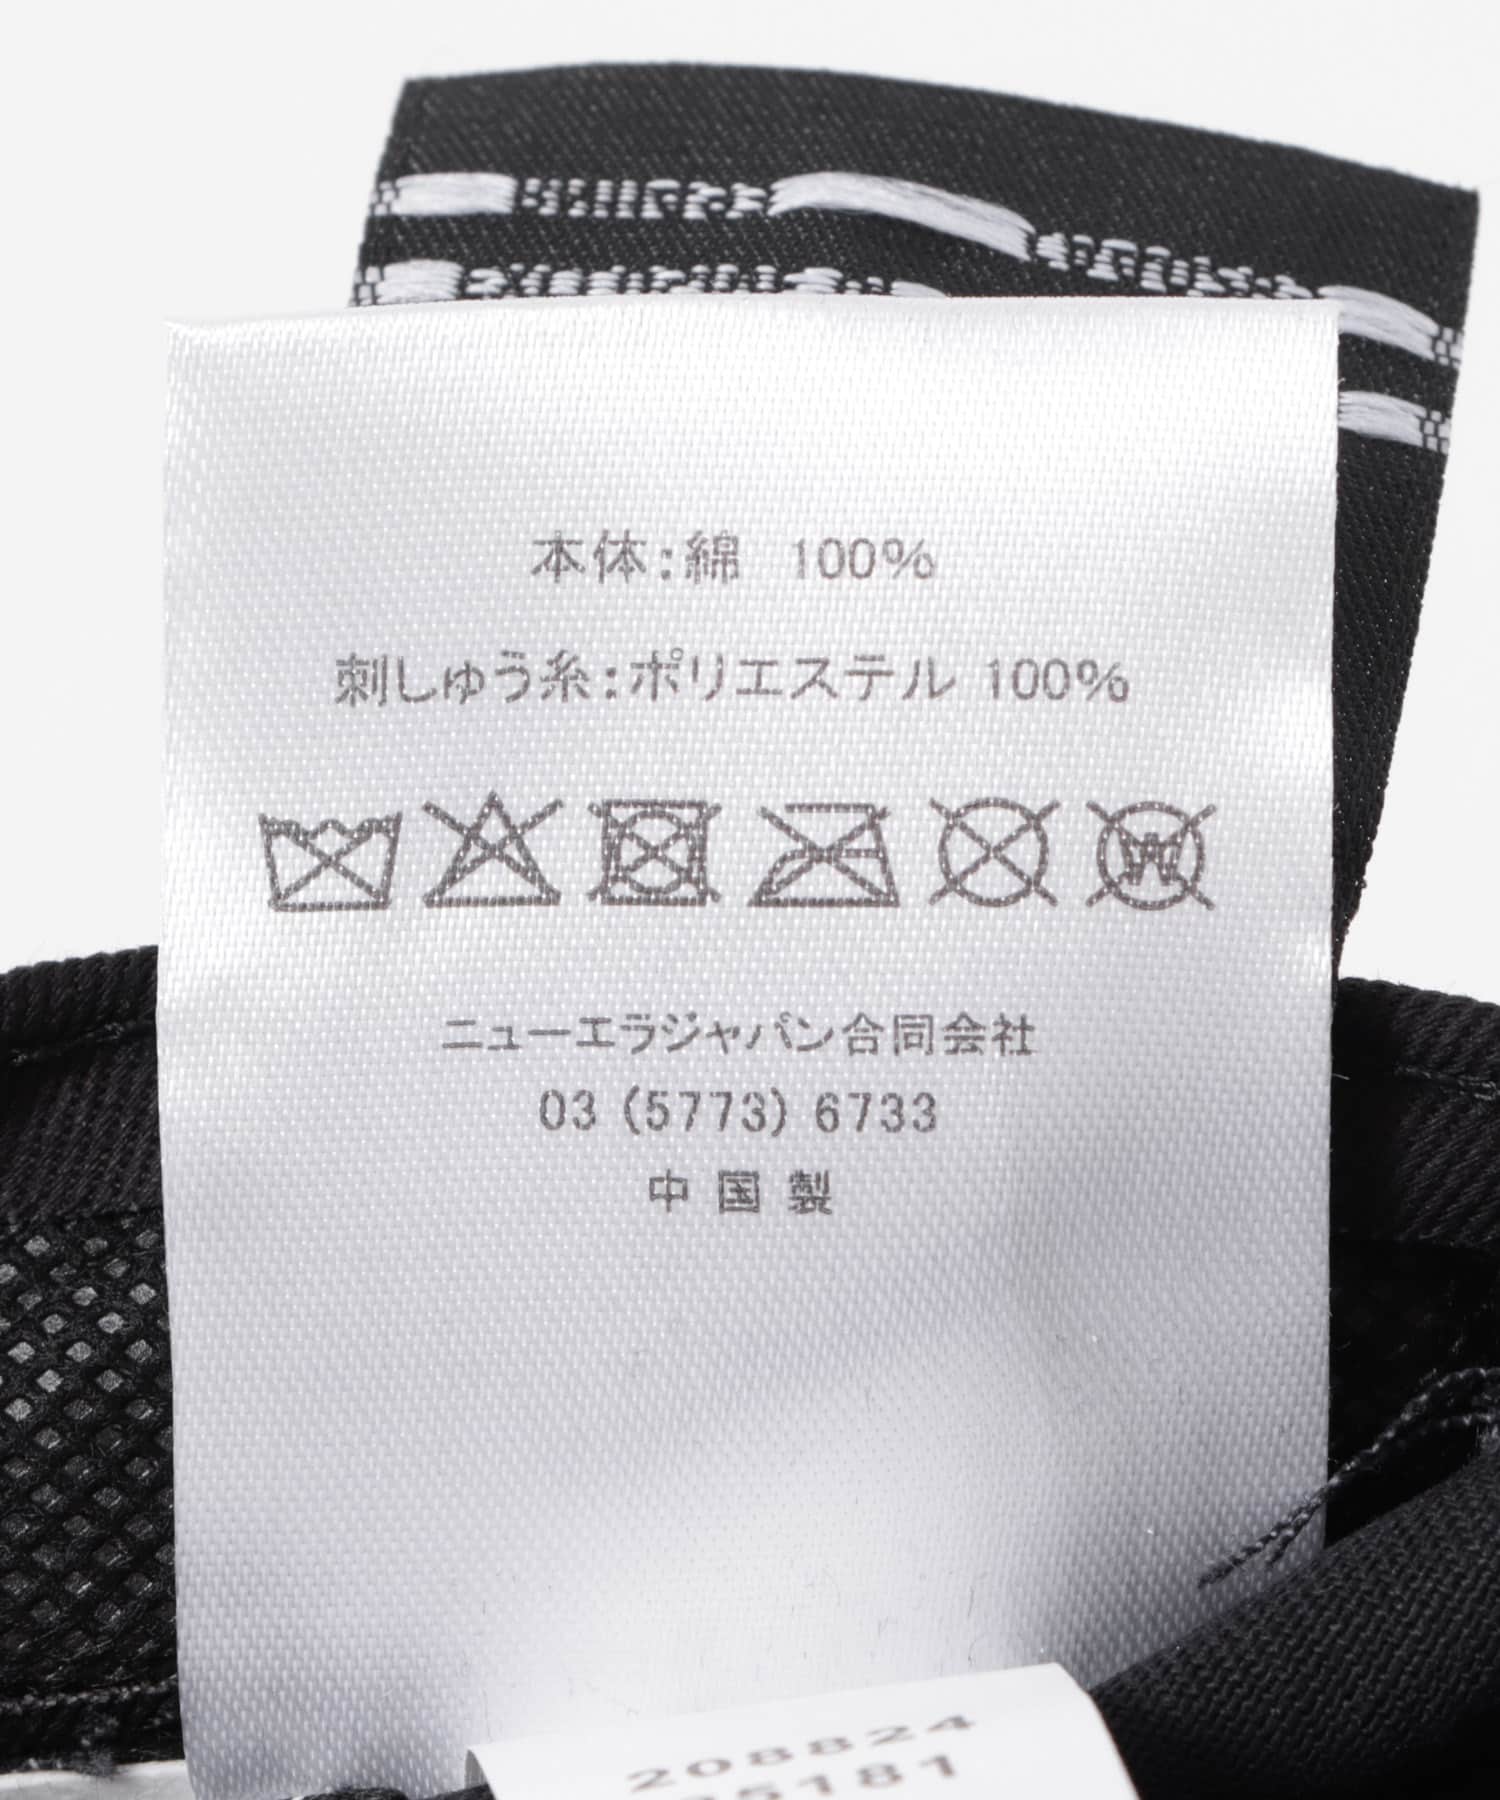 本体：綿 100%
刺しゅう糸：ポリエステル 100%
W
ニューエラジャパン合同会社
03（5773）6733
中国製
208824